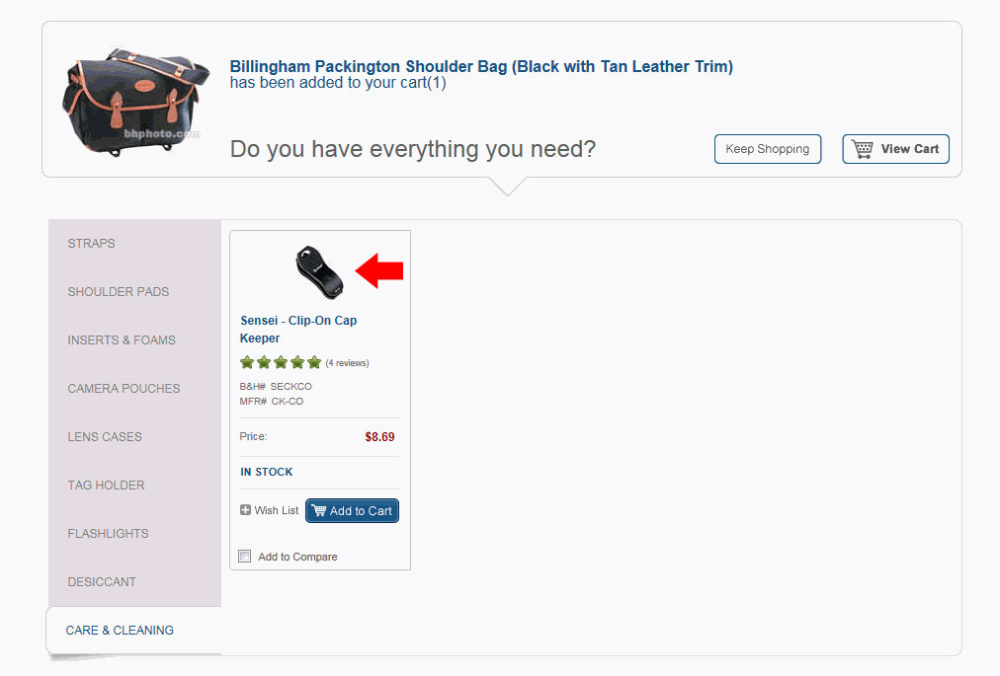 Billingham Packington Shoulder Bag (Black with Tan Leather Trim)
has been added to your cart(1)
bhphoto.com
Do you have everything you need?
Keep Shopping
View Cart
STRAPS
SHOULDER PADS
INSERTS & FOAMS
CAMERA POUCHES
LENS CASES
TAG HOLDER
FLASHLIGHTS
DESICCANT
CARE & CLEANING
Sensei - Clip-On Cap
Keeper
(4 reviews)
B&H# SECKCO
MFR# CK-CO
Price: $8.69
IN STOCK
Wish List
Add to Cart
Add to Compare